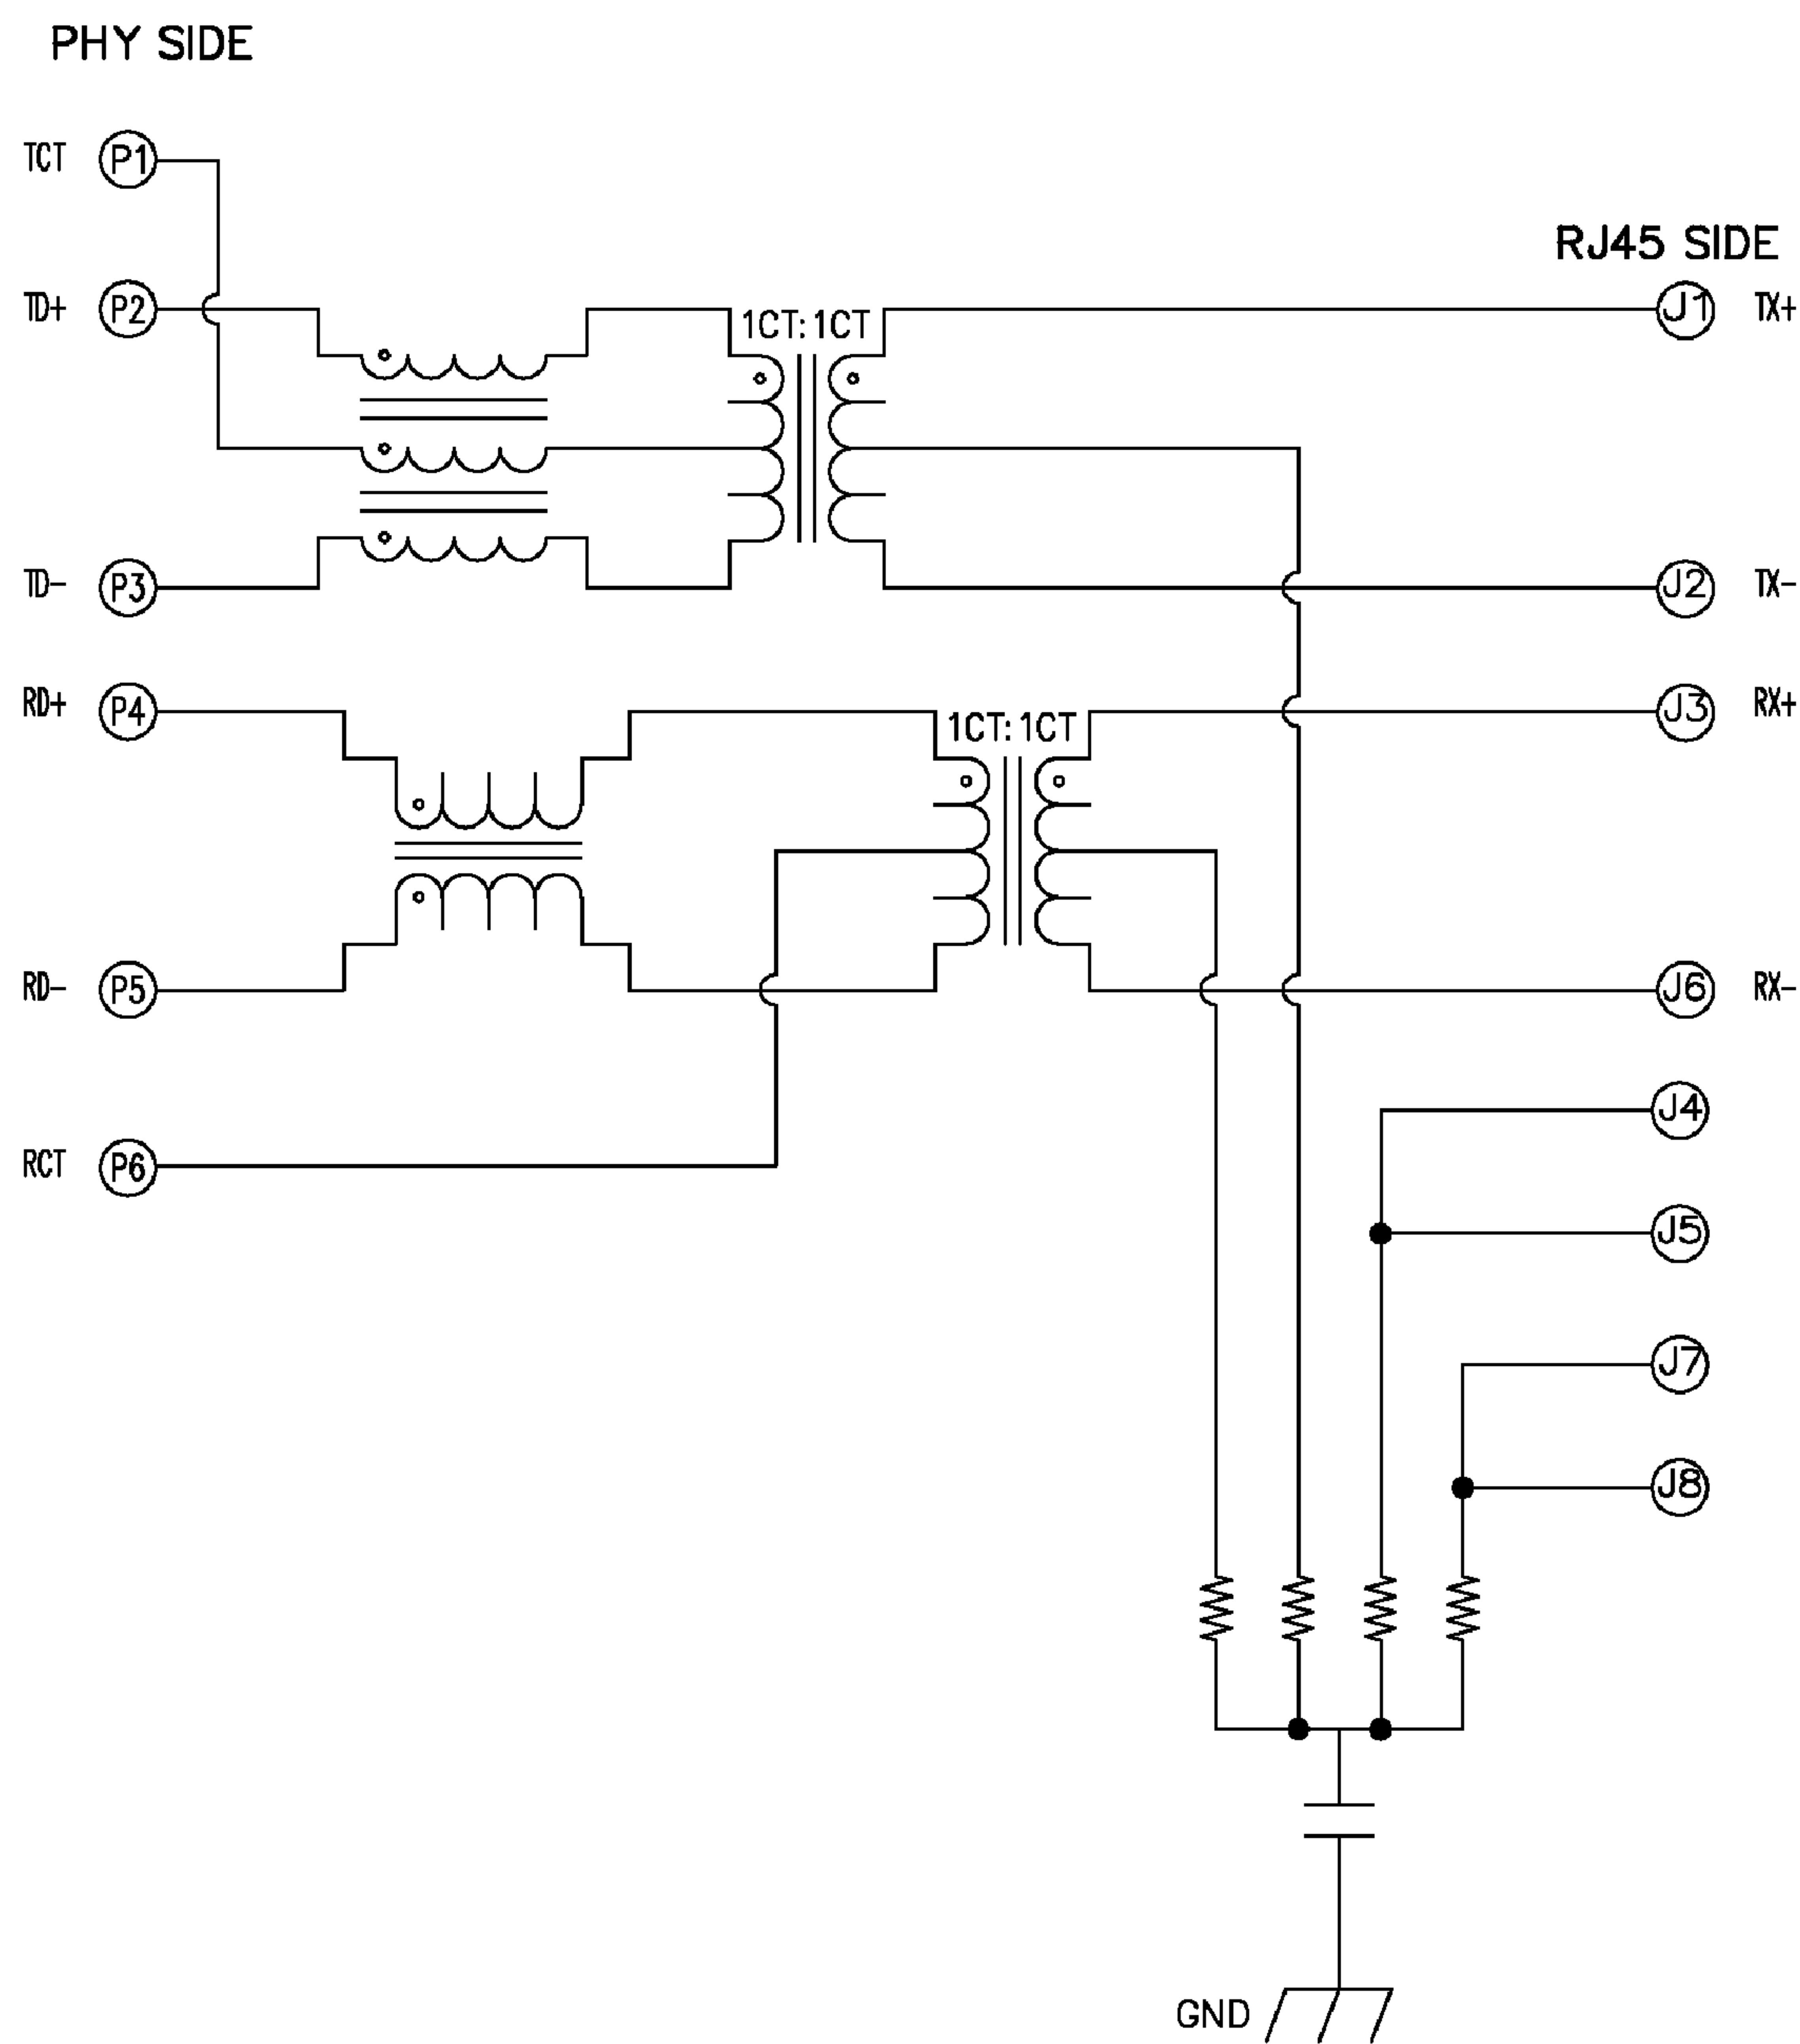 PHY SIDE
TCT P1
RJ45 SIDE
TD+ P2 1CT:1CT J1 TX+
TD- P3 J2 TX-
RD+ P4 1CT:1CT J3 RX+
RD- P5 J6 RX-
J4
RCT P6
J5
J7
J8
GND